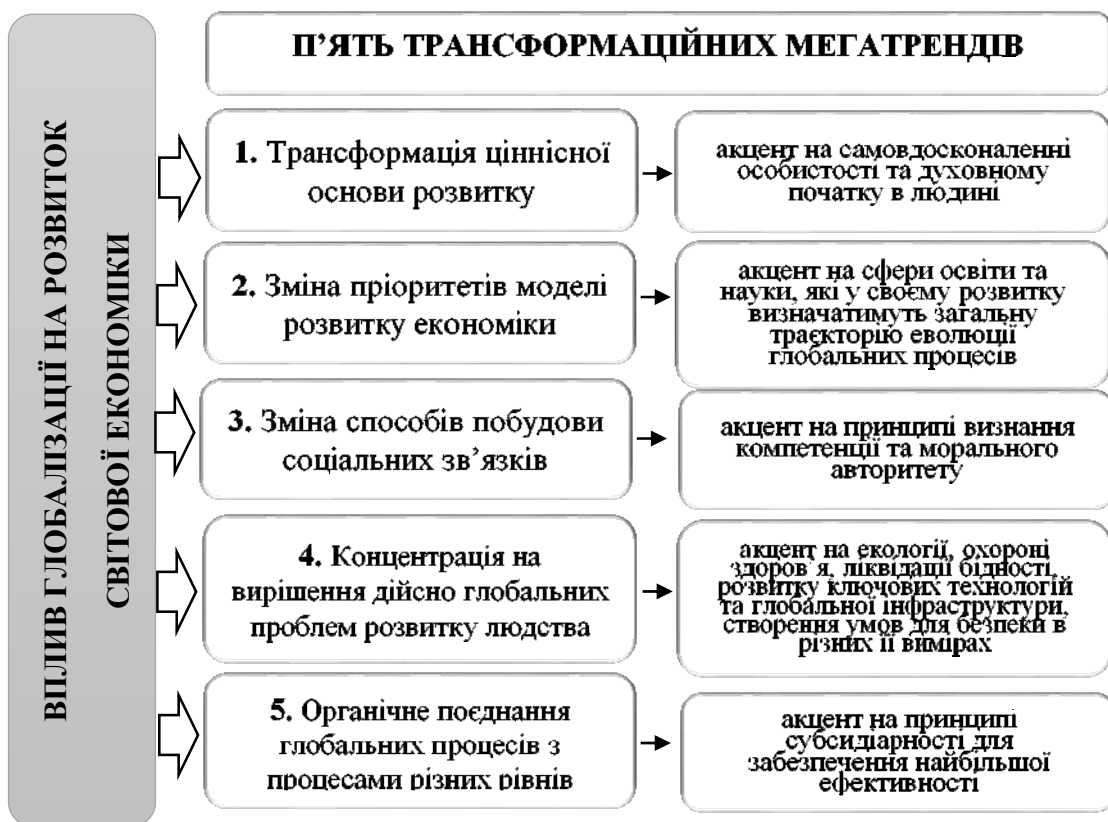 ВПЛИВ ГЛОБАЛІЗАЦІЇ НА РОЗВИТОК
СВІТОВОЇ ЕКОНОМІКИ
П’ЯТЬ ТРАНСФОРМАЦІЙНИХ МЕГАТРЕНДІВ
1. Трансформація ціннісної
основи розвитку
акцент на самовдосконаленні
особистості та духовному
початку в людині
2. Зміна пріоритетів моделі
розвитку економіки
акцент на сфери освіти та
науки, які у своєму розвитку
визначатимуть загальну
траєкторію еволюції
глобальних процесів
3. Зміна способів побудови
соціальних зв’язків
акцент на принципі визнання
компетенції та морального
авторитету
4. Концентрація на
вирішення дійсно глобальних
проблем розвитку людства
акцент на екології, охороні
здоров’я, ліквідації бідності,
розвитку ключових технологій
та глобальної інфраструктури,
створення умов для безпеки в
різних її вимірах
5. Органічне поєднання
глобальних процесів з
процесами різних рівнів
акцент на принципі
субсидіарності для
забезпечення найбільшої
ефективності